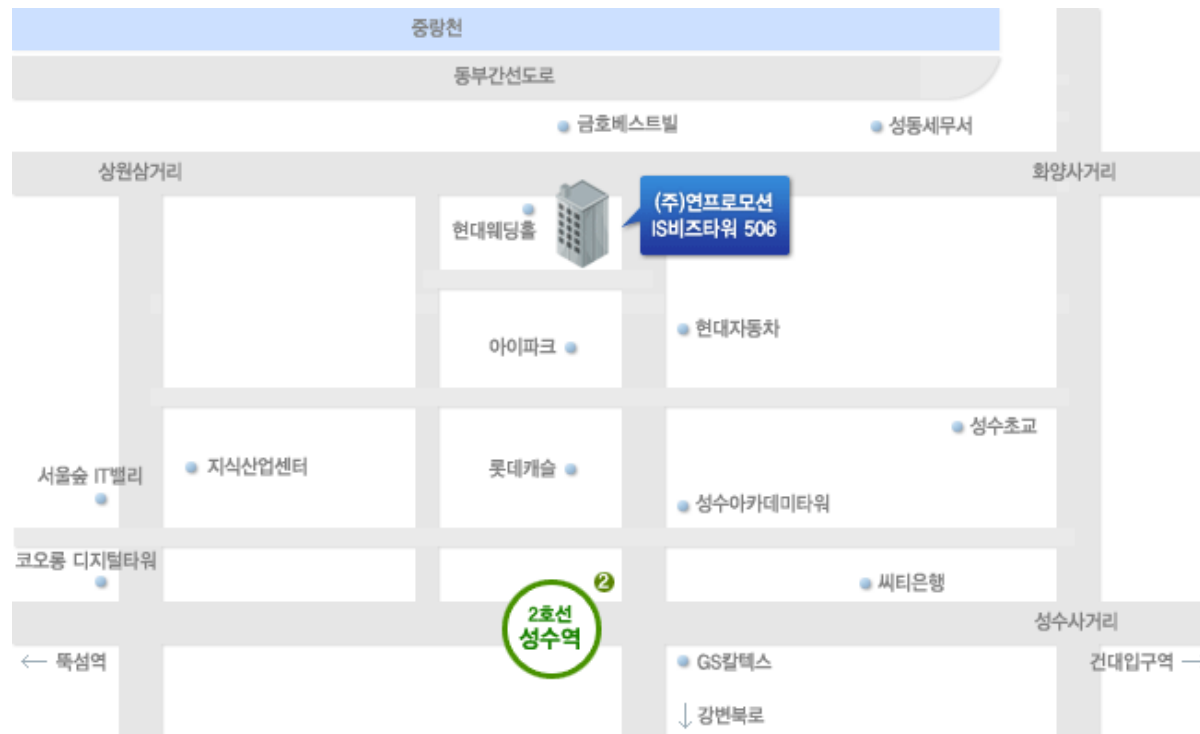 중랑천
동부간선도로
금호베스트빌
성동세무서
상원삼거리
화양사거리
(주)연프로모션
IS비즈타워 506
현대웨딩홀
현대자동차
아이파크
성수초교
서울숲 IT밸리
지식산업센터
롯데캐슬
성수아카데미타워
코오롱 디지털타워
2
씨티은행
2호선
성수역
성수사거리
← 뚝섬역
GS칼텍스
건대입구역 —
↓ 강변북로